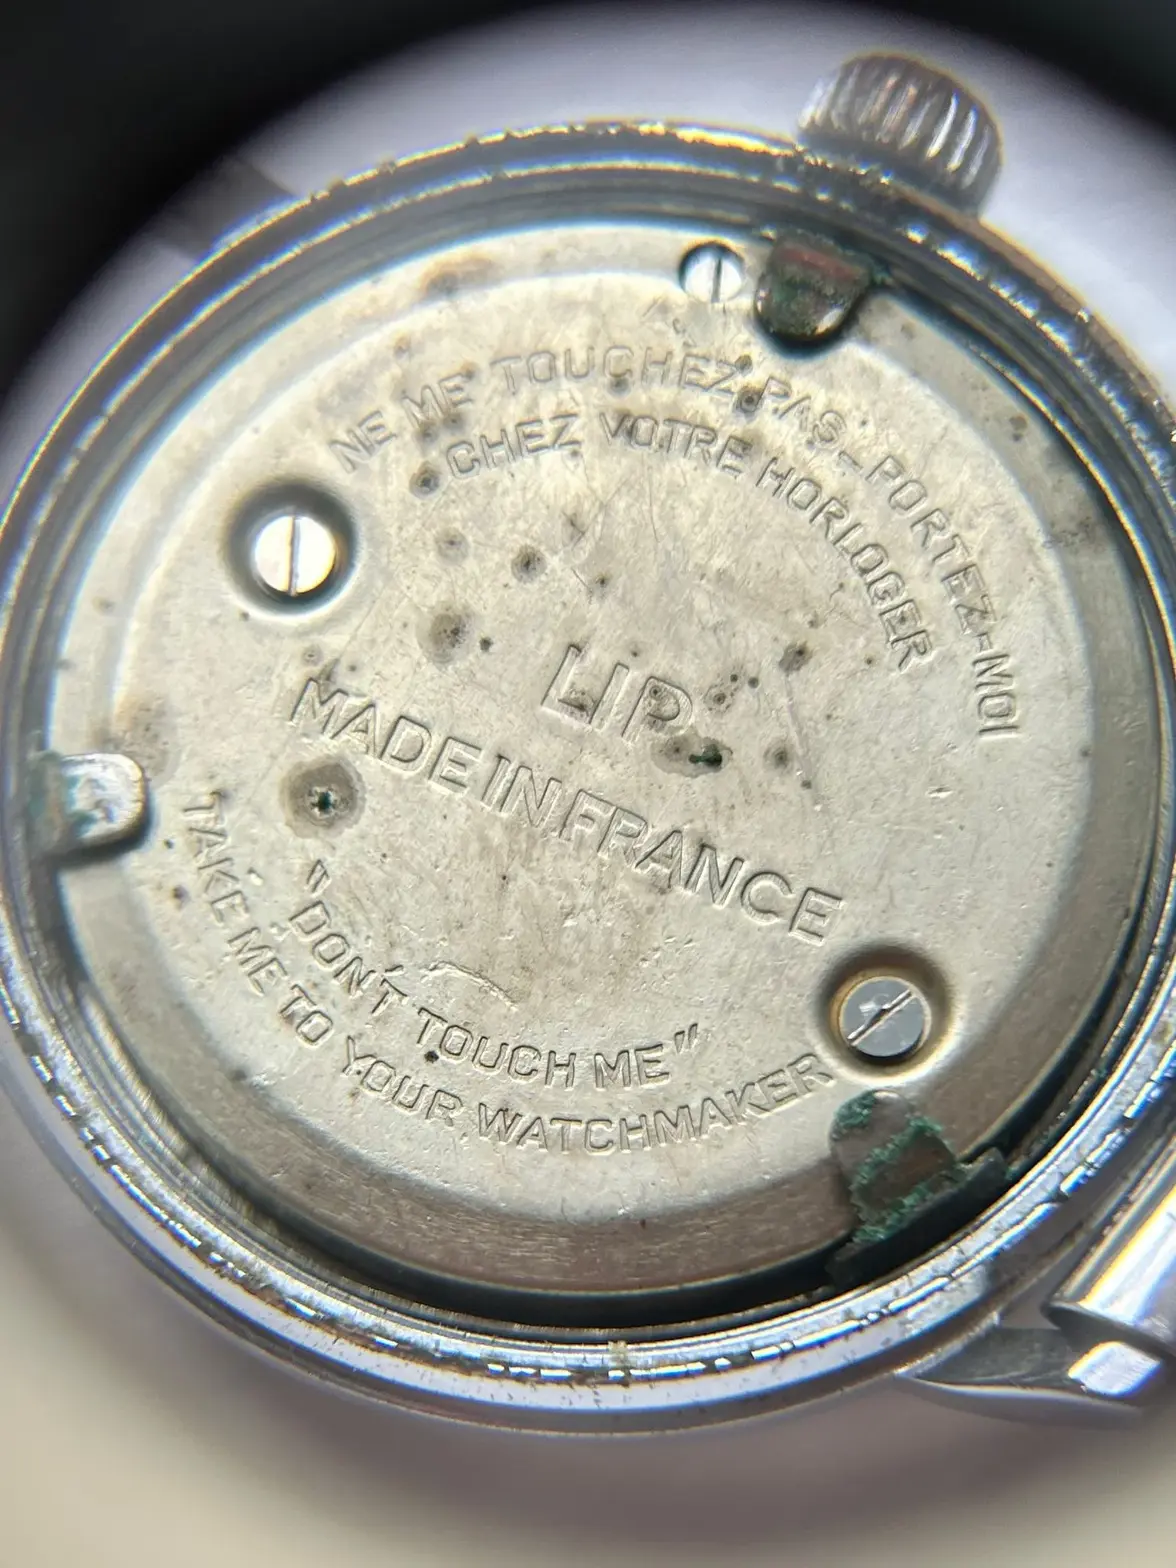 NE ME TOUCHEZ PAS-PORTEZ-MOI
CHEZ VOTRE HORLOGER
LIP
MADE IN FRANCE
"DON'T TOUCH ME"
TAKE ME TO YOUR WATCHMAKER